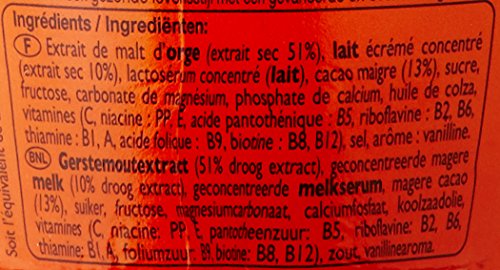 Ingrédients / Ingrediënten:
F Extrait de malt d'orge (extrait sec 51%), lait écrémé concentré
(extrait sec 10%), lactosérum concentré (lait), cacao maigre (13%), sucre,
fructose, carbonate de magnésium, phosphate de calcium, huile de colza,
vitamines (C, niacine : PP, E, acide pantothénique : B5, riboflavine : B2, B6,
thiamine : B1, A, acide folique : B9, biotine : B8, B12), sel, arôme : vanilline.
BNL Gerstemoutextract (51% droog extract), geconcentreerde magere
melk (10% droog extract), geconcentreerde melkserum, magere cacao
(13%), suiker, fructose, magnesiumcarbonaat, calciumfosfaat, koolzaadolie,
vitamines (C, niacine: PP, E, pantotheenzuur: B5, riboflavine: B2, B6,
thiamine: B1, A, foliumzuur: B9, biotine: B8, B12), zout, vanillinearoma.
Soit l'équivalent de